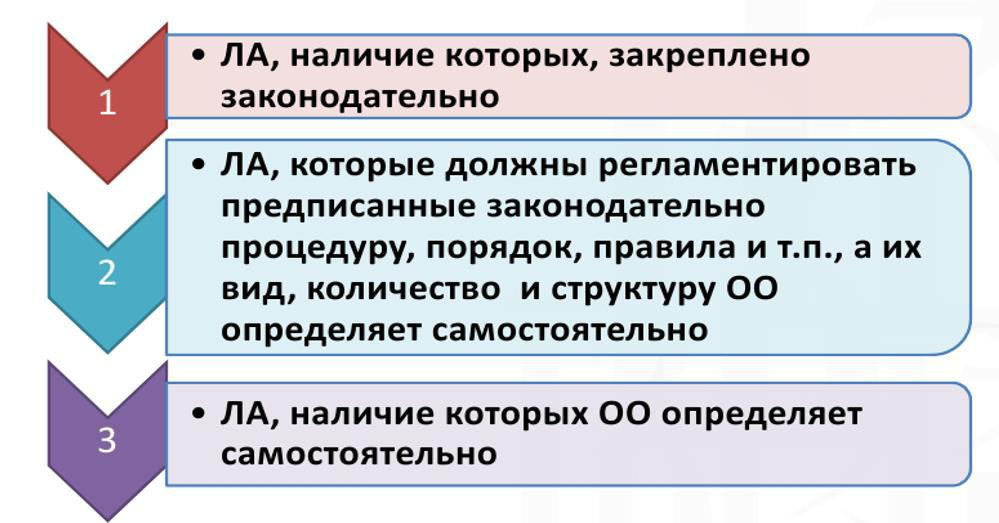 1
• ЛА, наличие которых, закреплено
законодательно
2
• ЛА, которые должны регламентировать
предписанные законодательно
процедуру, порядок, правила и т.п., а их
вид, количество и структуру ОО
определяет самостоятельно
3
• ЛА, наличие которых ОО определяет
самостоятельно